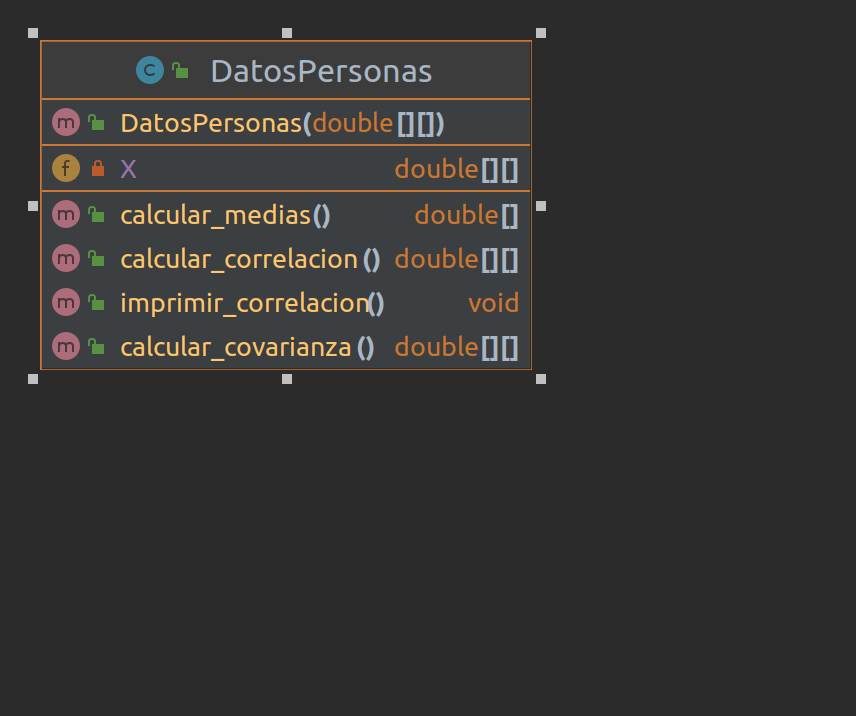 C DatosPersonas
m DatosPersonas(double[][])
f X double[][]
m calcular_medias() double[]
m calcular_correlacion() double[][]
m imprimir_correlacion() void
m calcular_covarianza() double[][]